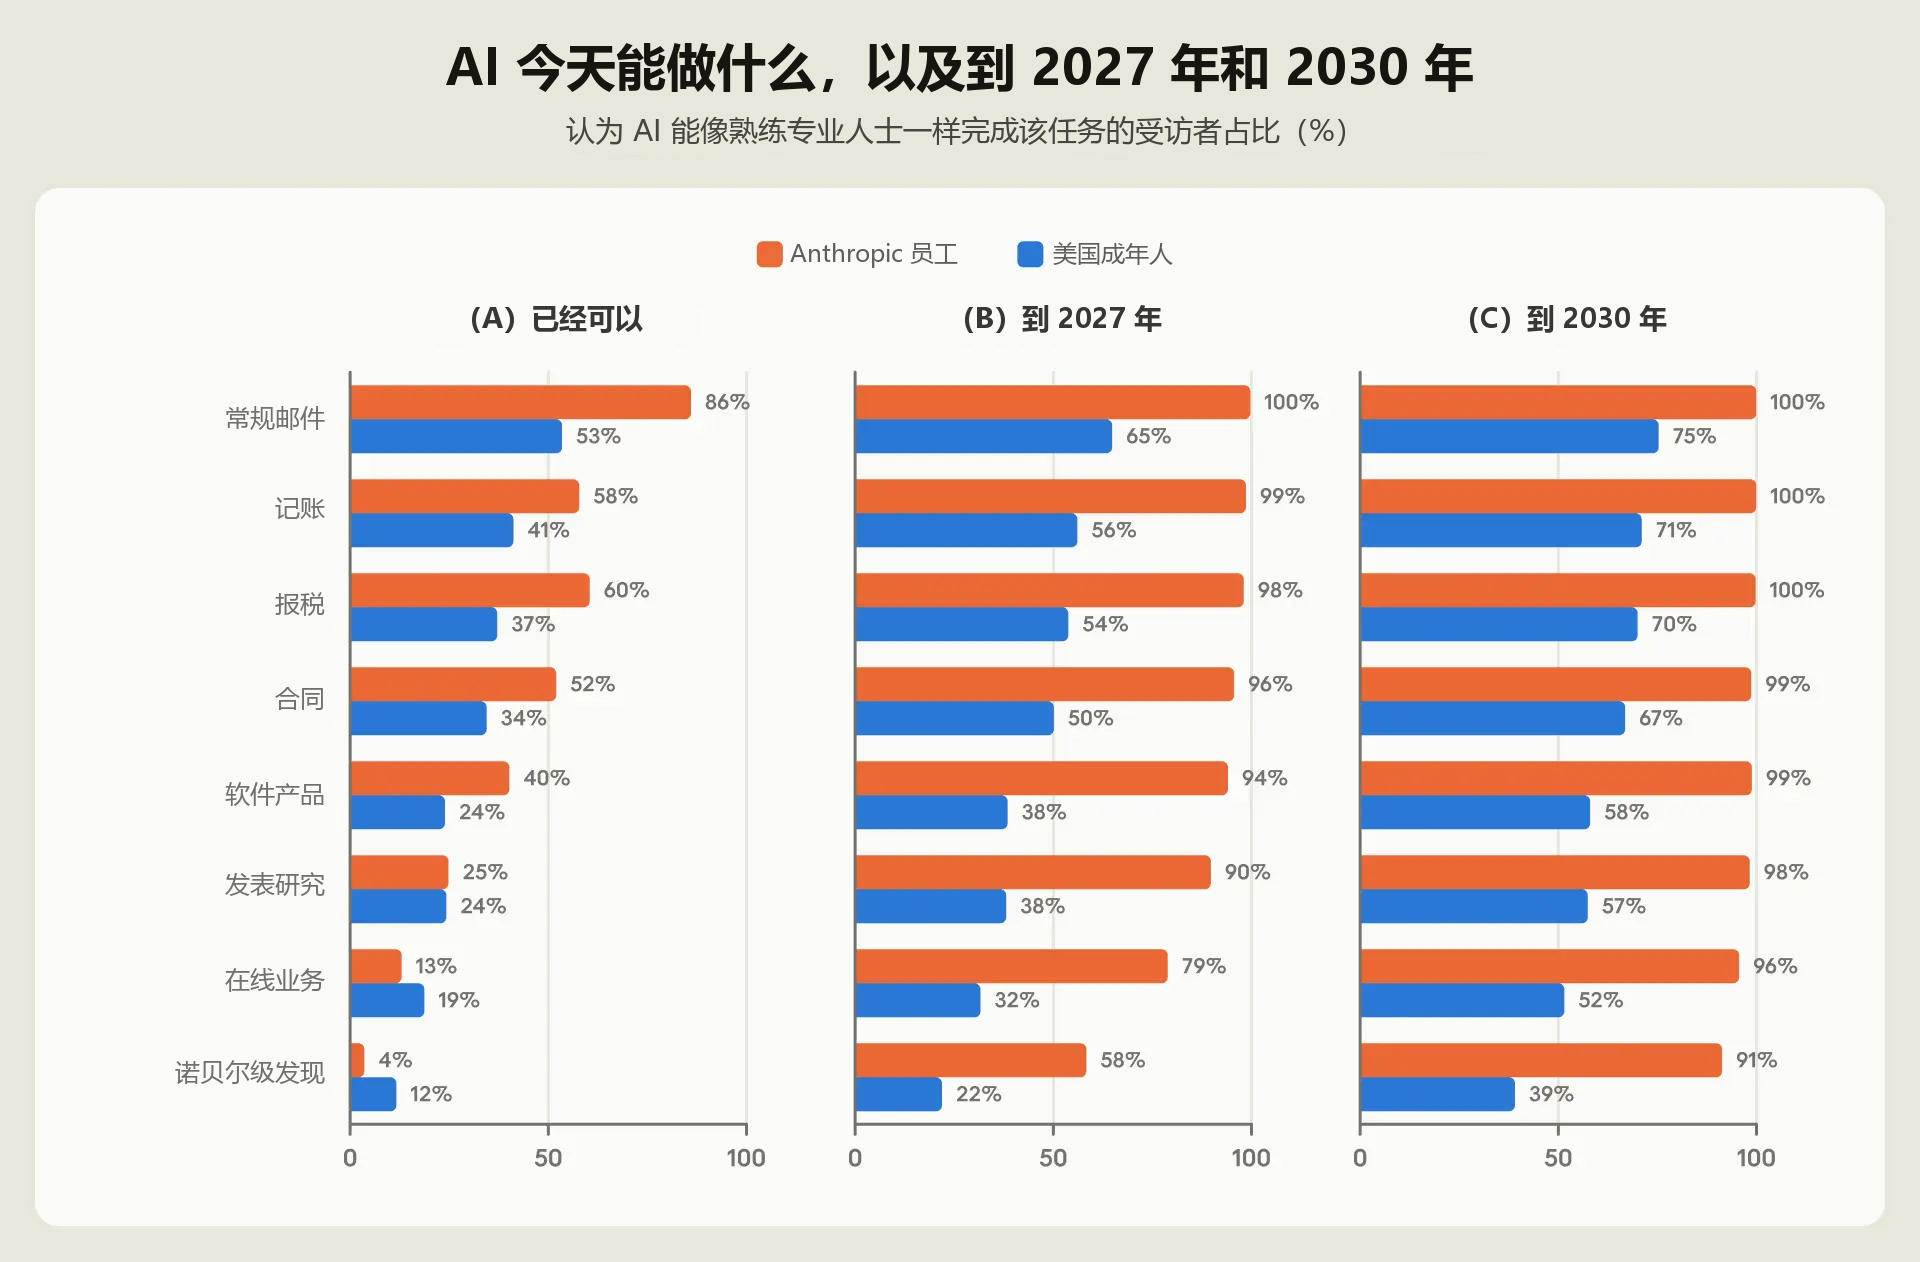 AI 今天能做什么，以及到 2027 年和 2030 年
认为 AI 能像熟练专业人士一样完成该任务的受访者占比（%）
Anthropic 员工
美国成年人
（A）已经可以
（B）到 2027 年
（C）到 2030 年
常规邮件
86%
53%
100%
65%
100%
75%
记账
58%
41%
99%
56%
100%
71%
报税
60%
37%
98%
54%
100%
70%
合同
52%
34%
96%
50%
99%
67%
软件产品
40%
24%
94%
38%
99%
58%
发表研究
25%
24%
90%
38%
98%
57%
在线业务
13%
19%
79%
32%
96%
52%
诺贝尔级发现
4%
12%
58%
22%
91%
39%
0 50 100
0 50 100
0 50 100